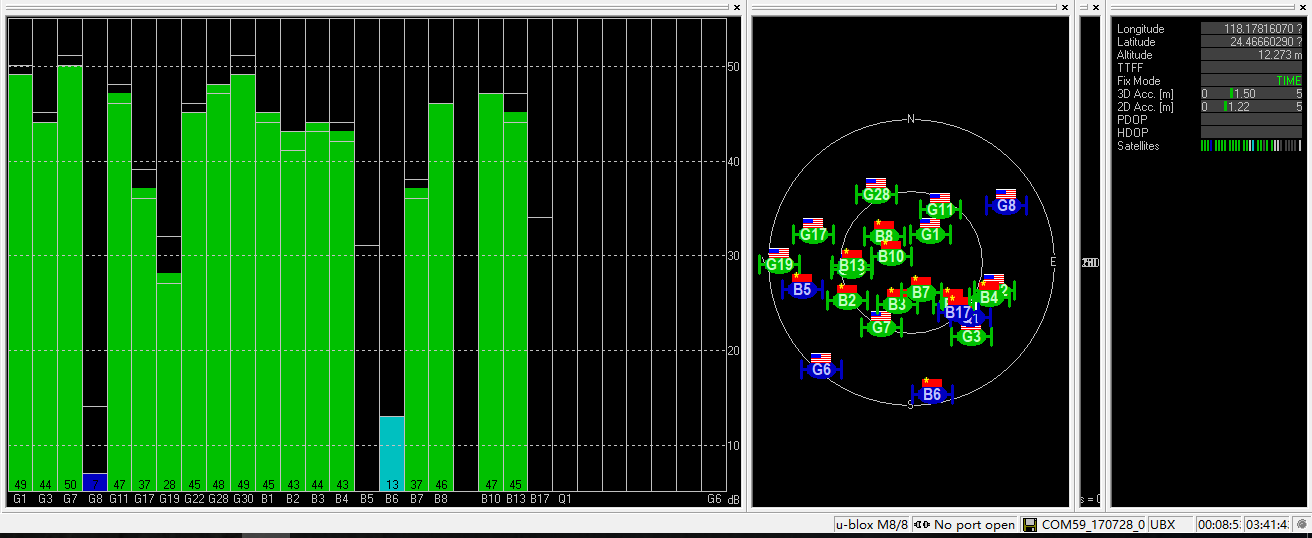 50
40
30
20
10
49 44 50 7 47 37 28 45 48 49 45 43 44 43 13 37 46 47 45
G1 G3 G7 G8 G11 G17 G19 G22 G28 G30 B1 B2 B3 B4 B5 B6 B7 B8 B10 B13 B17 Q1 G6 dB
N
G28
G11
G8
G17
B8
G1
B10
G19
B13
E
B5
B2
B3
B7
B4
B17
Q1
G7
G3
G6
B6
S
s = 0
Longitude 118.17816070 ?
Latitude 24.46660290 ?
Altitude 12.273 m
TTFF
Fix Mode TIME
3D Acc. [m] 0 1.50 5
2D Acc. [m] 0 1.22 5
PDOP
HDOP
Satellites
u-blox M8/8 No port open COM59_170728_0 UBX 00:08:5 03:41:4